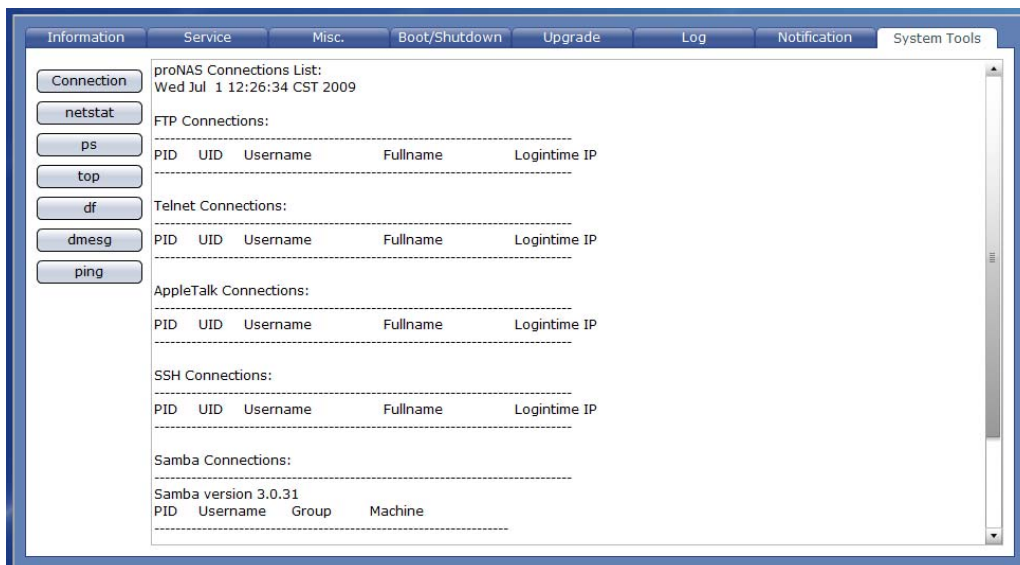 Information Service Misc. Boot/Shutdown Upgrade Log Notification System Tools
Connection
netstat
ps
top
df
dmesg
ping
proNAS Connections List:
Wed Jul 1 12:26:34 CST 2009
FTP Connections:
--------------------------------------------------------------------------------------------
PID UID Username Fullname Logintime IP
--------------------------------------------------------------------------------------------
Telnet Connections:
--------------------------------------------------------------------------------------------
PID UID Username Fullname Logintime IP
--------------------------------------------------------------------------------------------
AppleTalk Connections:
--------------------------------------------------------------------------------------------
PID UID Username Fullname Logintime IP
--------------------------------------------------------------------------------------------
SSH Connections:
--------------------------------------------------------------------------------------------
PID UID Username Fullname Logintime IP
--------------------------------------------------------------------------------------------
Samba Connections:
--------------------------------------------------------------------------------------------
Samba version 3.0.31
PID Username Group Machine
------------------------------------------------------------------------------